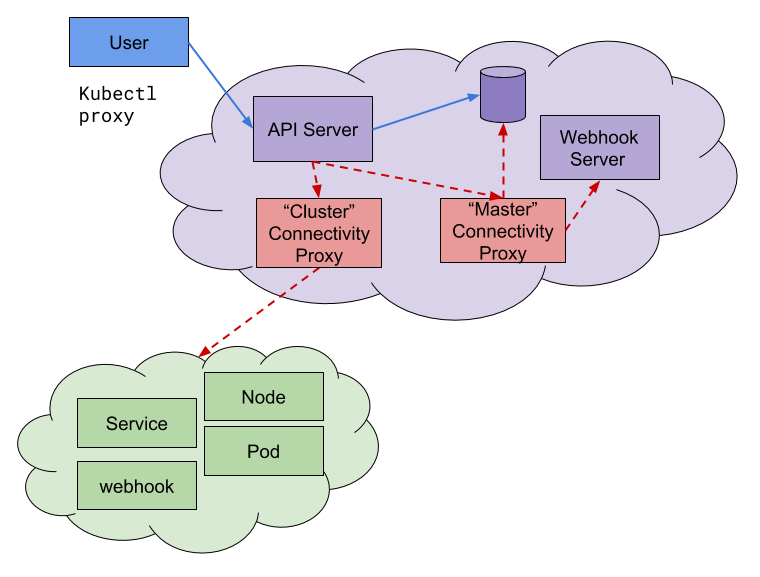 User
Kubectl
proxy
API Server
Webhook
Server
“Cluster”
Connectivity
Proxy
“Master”
Connectivity
Proxy
Node
Service
Pod
webhook